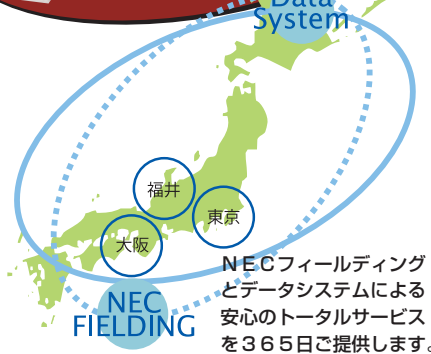 Data
System
福井
東京
大阪
NEC
FIELDING
ＮＥＣフィールディング
とデータシステムによる
安心のトータルサービス
を３６５日ご提供します。